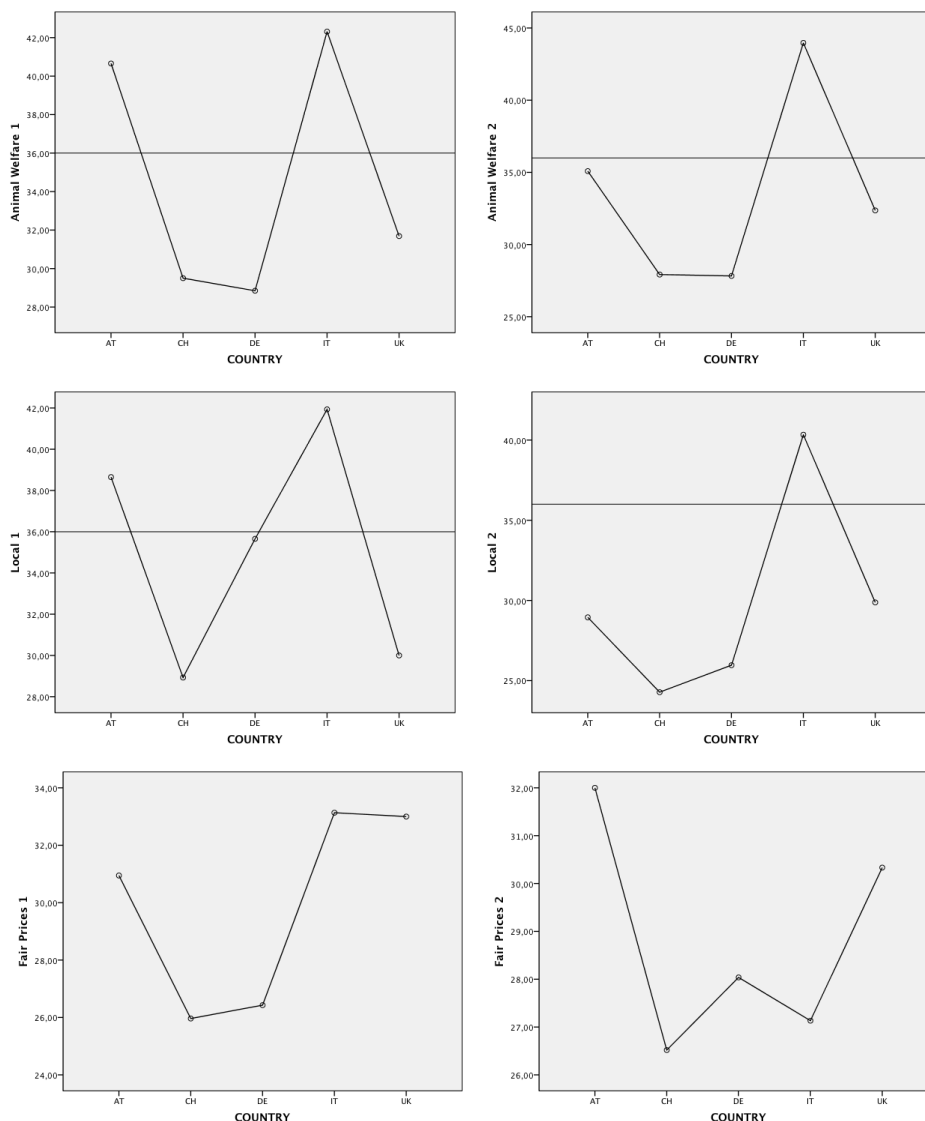 Animal Welfare 1
42,00
40,00
38,00
36,00
34,00
32,00
30,00
28,00
AT CH DE IT UK
COUNTRY
Animal Welfare 2
45,00
40,00
35,00
30,00
25,00
AT CH DE IT UK
COUNTRY
Local 1
42,00
40,00
38,00
36,00
34,00
32,00
30,00
28,00
AT CH DE IT UK
COUNTRY
Local 2
40,00
35,00
30,00
25,00
AT CH DE IT UK
COUNTRY
Fair Prices 1
34,00
32,00
30,00
28,00
26,00
24,00
AT CH DE IT UK
COUNTRY
Fair Prices 2
32,00
31,00
30,00
29,00
28,00
27,00
26,00
AT CH DE IT UK
COUNTRY